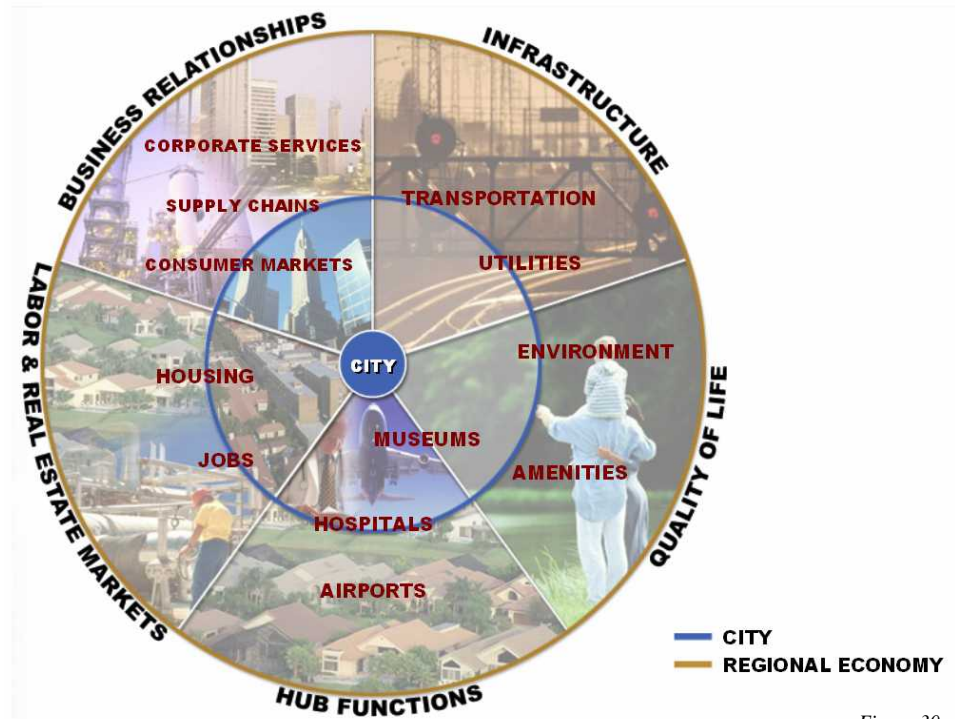 BUSINESS RELATIONSHIPS
INFRASTRUCTURE
CORPORATE SERVICES
SUPPLY CHAINS
CONSUMER MARKETS
TRANSPORTATION
UTILITIES
LABOR & REAL ESTATE MARKETS
HOUSING
JOBS
CITY
ENVIRONMENT
AMENITIES
QUALITY OF LIFE
MUSEUMS
HOSPITALS
AIRPORTS
HUB FUNCTIONS
CITY
REGIONAL ECONOMY